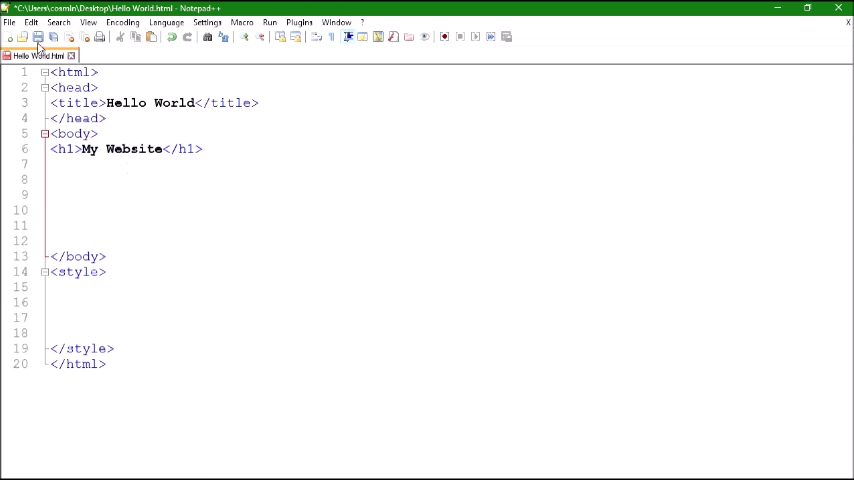 *C:\Users\cosmin\Desktop\Hello World.html - Notepad++
File Edit Search View Encoding Language Settings Macro Run Plugins Window ? X
Hello World.html
1 <html>
2 <head>
3 <title>Hello World</title>
4 </head>
5 <body>
6 <h1>My Website</h1>
7
8
9
10
11
12
13 </body>
14 <style>
15
16
17
18
19 </style>
20 </html>